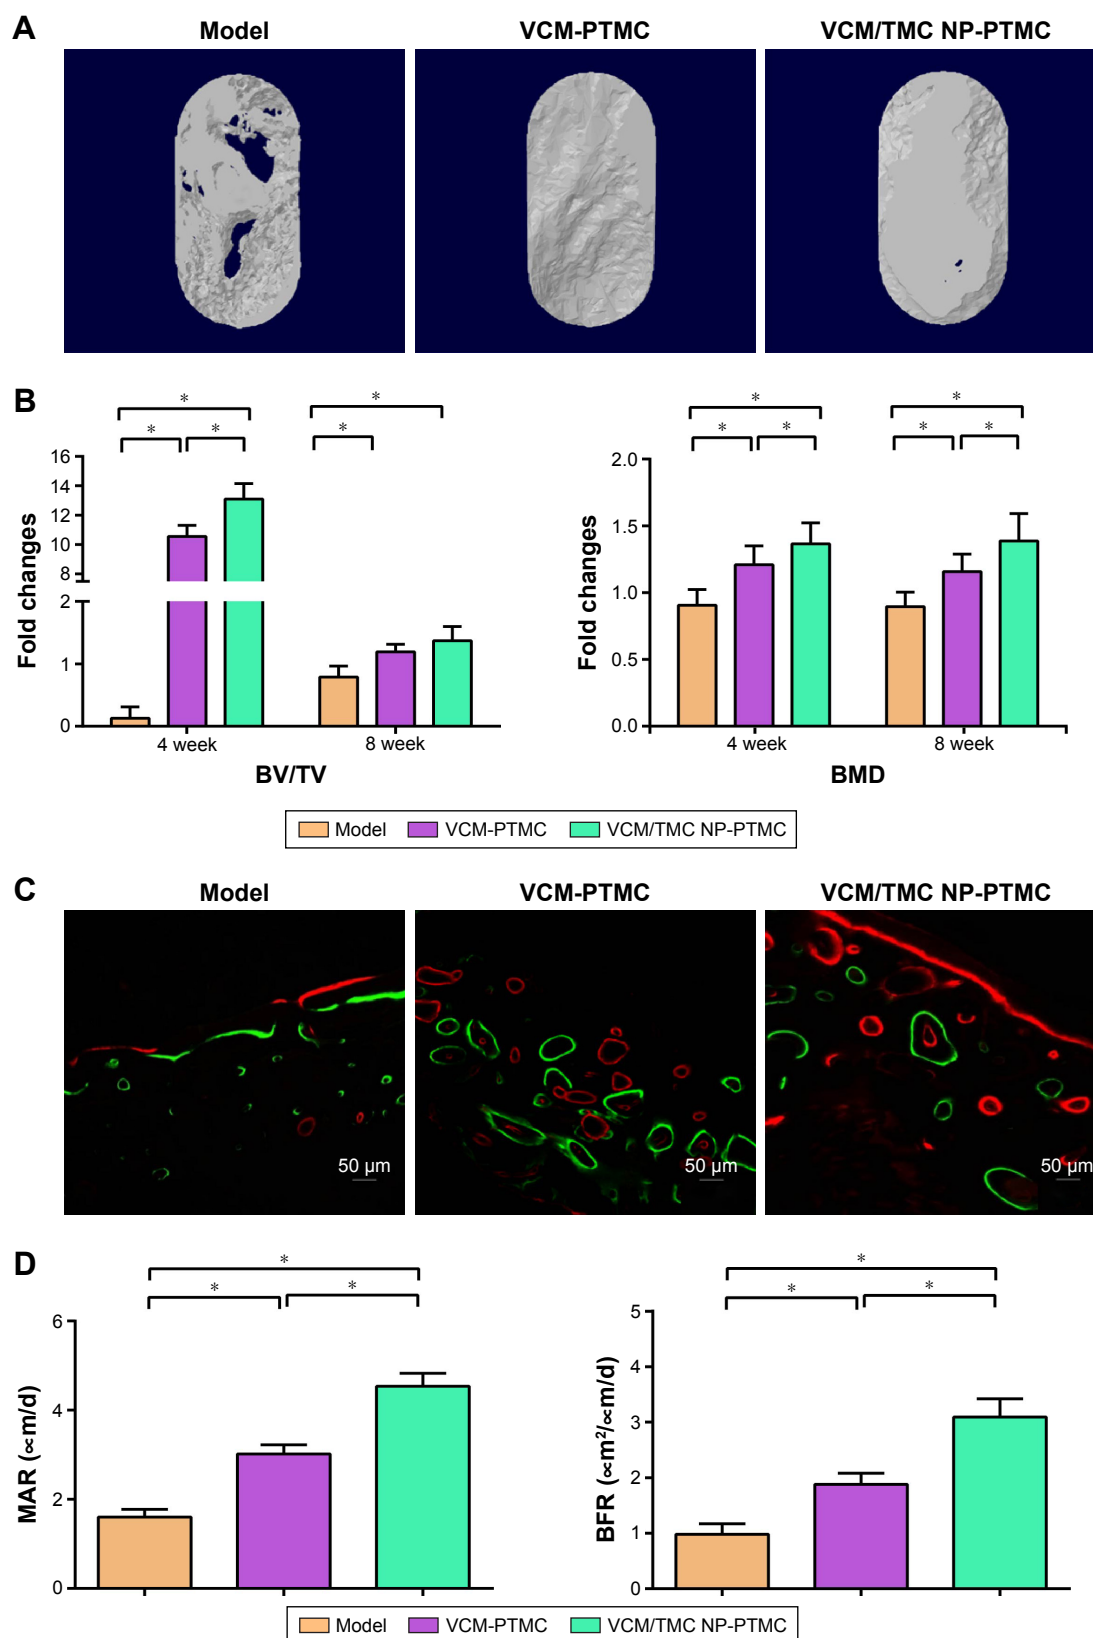 A
Model VCM-PTMC VCM/TMC NP-PTMC
B
* * * * *
Fold changes
16
14
12
10
8
2
1
0
4 week 8 week
BV/TV
* * * * * *
Fold changes
2.0
1.5
1.0
0.5
0.0
4 week 8 week
BMD
Model VCM-PTMC VCM/TMC NP-PTMC
C
Model VCM-PTMC VCM/TMC NP-PTMC
50 µm 50 µm 50 µm
D
* * *
MAR (∝m/d)
6
4
2
0
* * *
BFR (∝m²/∝m/d)
5
4
3
2
1
0
Model VCM-PTMC VCM/TMC NP-PTMC